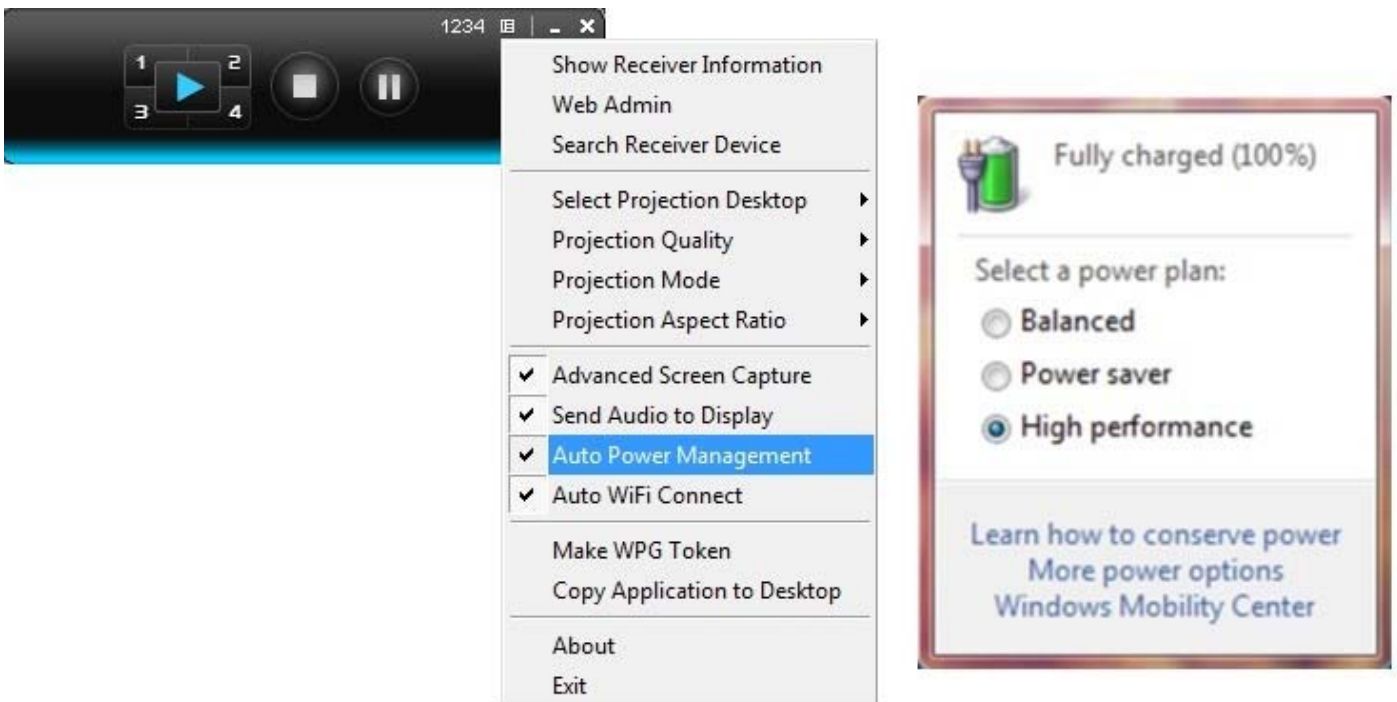 1234
1 2
3 4
Show Receiver Information
Web Admin
Search Receiver Device
Select Projection Desktop
Projection Quality
Projection Mode
Projection Aspect Ratio
Advanced Screen Capture
Send Audio to Display
Auto Power Management
Auto WiFi Connect
Make WPG Token
Copy Application to Desktop
About
Exit
Fully charged (100%)
Select a power plan:
Balanced
Power saver
High performance
Learn how to conserve power
More power options
Windows Mobility Center